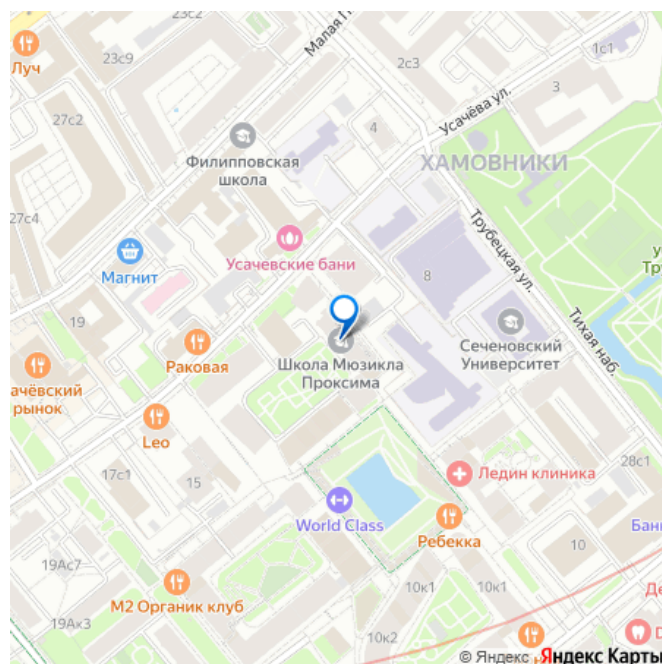 23с2
Малая П
Луч
23с9
2с3
1с1
3
27с2
4
Усачёва ул.
Филипповская
школа
ХАМОВНИКИ
27с4
Трубецкая ул.
Усачевские бани
Магнит
8
19
Тихая наб.
Раковая
Школа Мюзикла
Проксима
Сеченовский
Университет
ачёвский
рынок
Leo
17с1
15
Ледин клиника
28с1
World Class
Ребекка
Бан
10
19Ас7
М2 Органик клуб
10к1
10к1
19Ак3
10к2
© Яндекс
Яндекс Карты